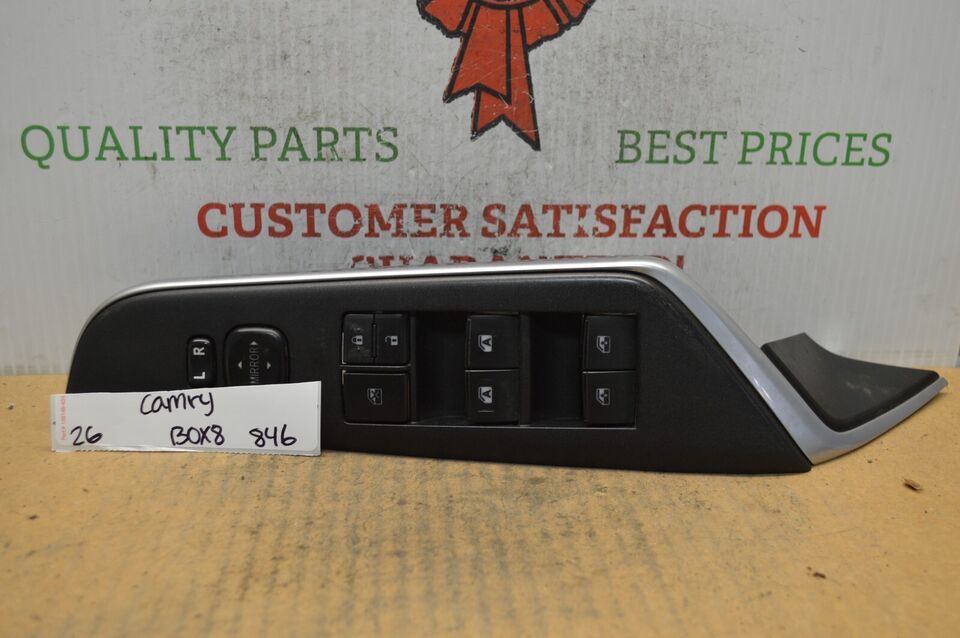 QUALITY PARTS BEST PRICES
CUSTOMER SATISFACTION
L R
MIRROR
A
A
Camry
26 BOX8 846